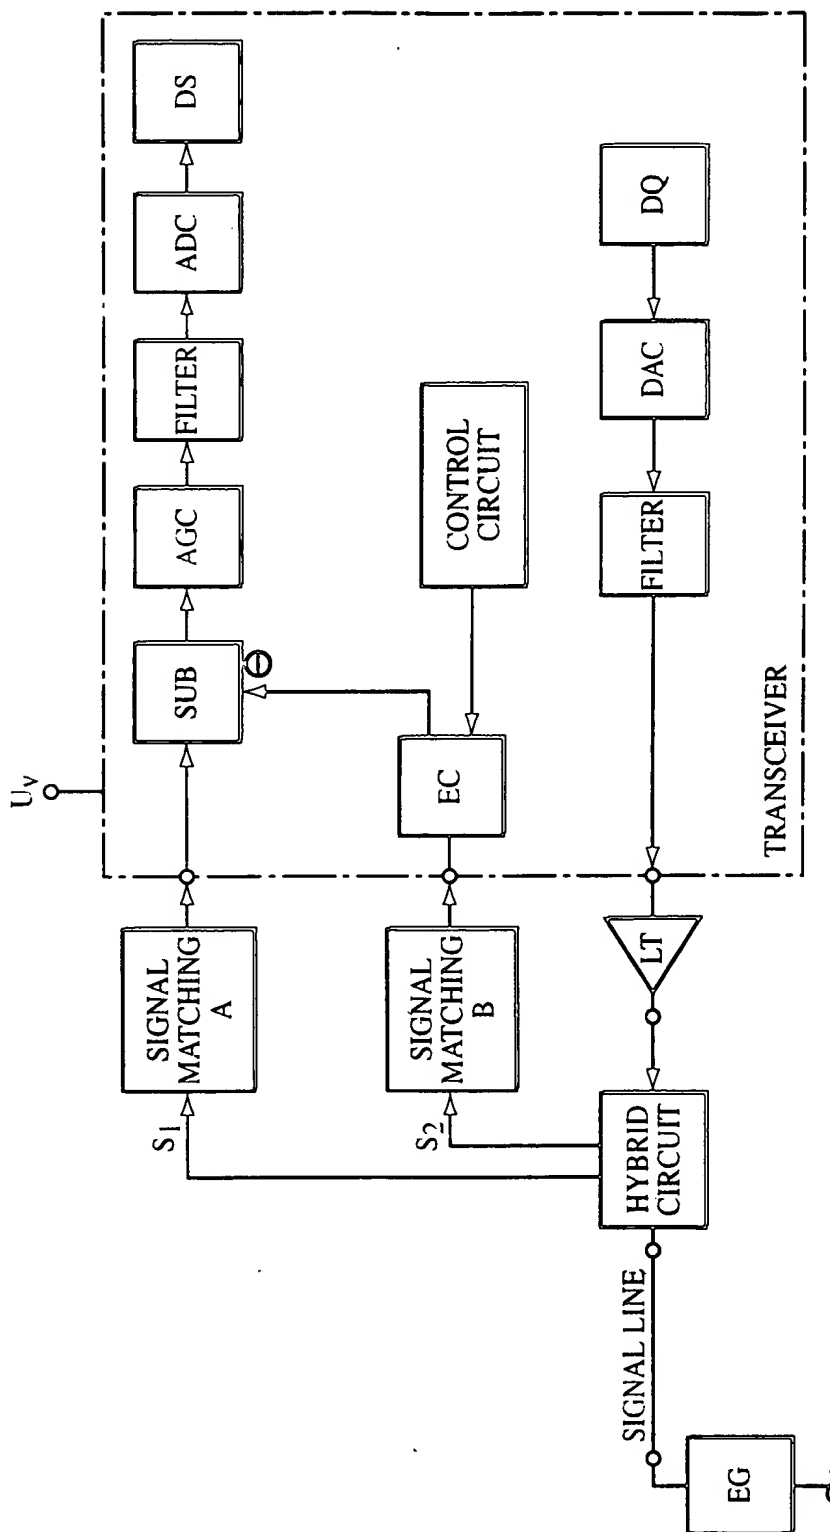 U_V
DS
ADC
FILTER
AGC
SUB
⊖
SIGNAL
MATCHING
A
S_1
DQ
DAC
FILTER
CONTROL
CIRCUIT
EC
SIGNAL
MATCHING
B
S_2
TRANSCEIVER
LT
HYBRID
CIRCUIT
SIGNAL LINE
EG